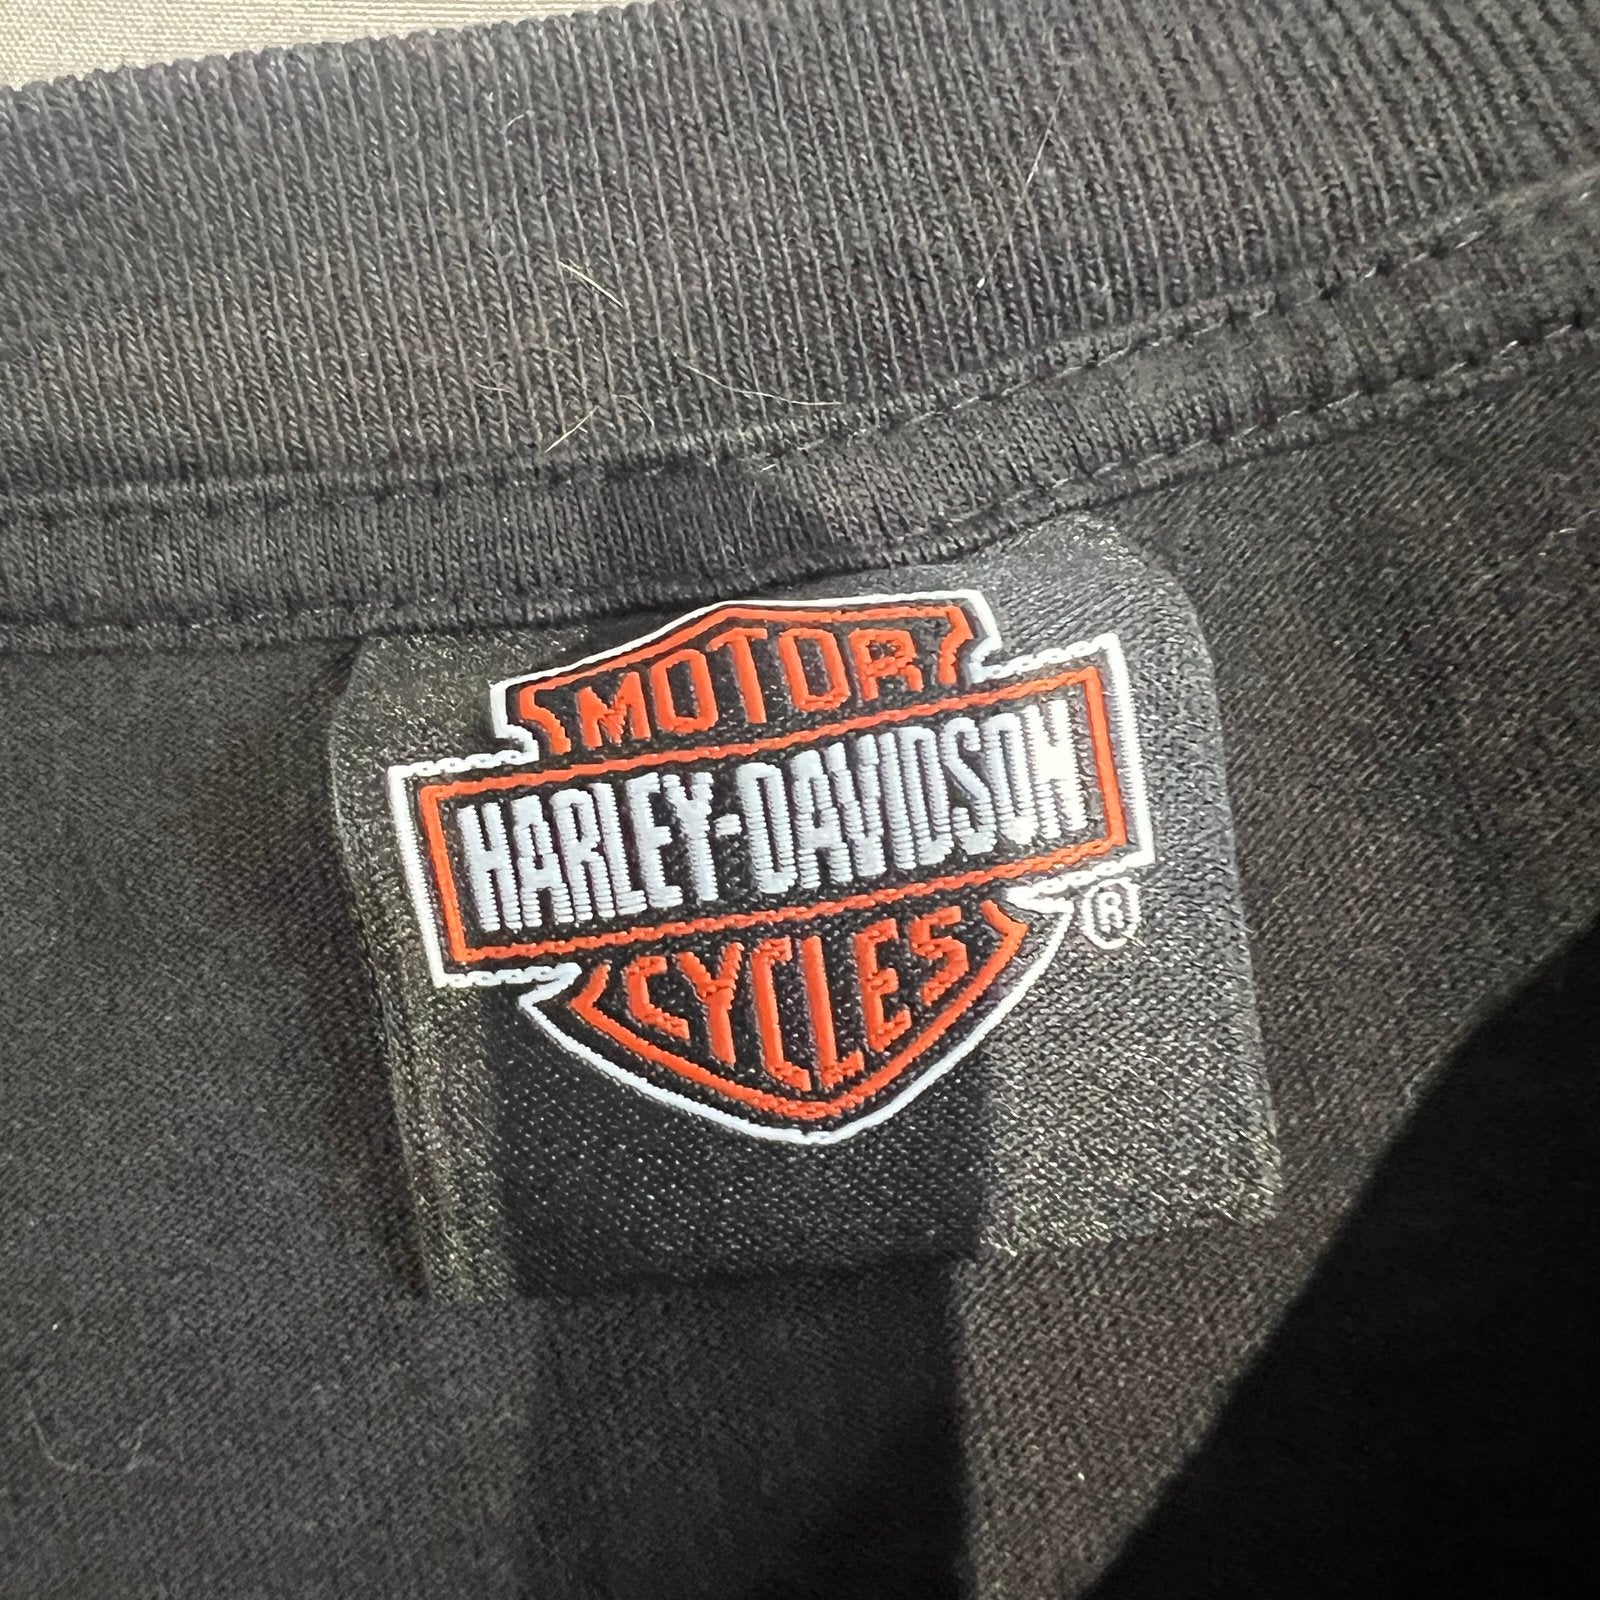 MOTOR
HARLEY-DAVIDSON
®
CYCLES